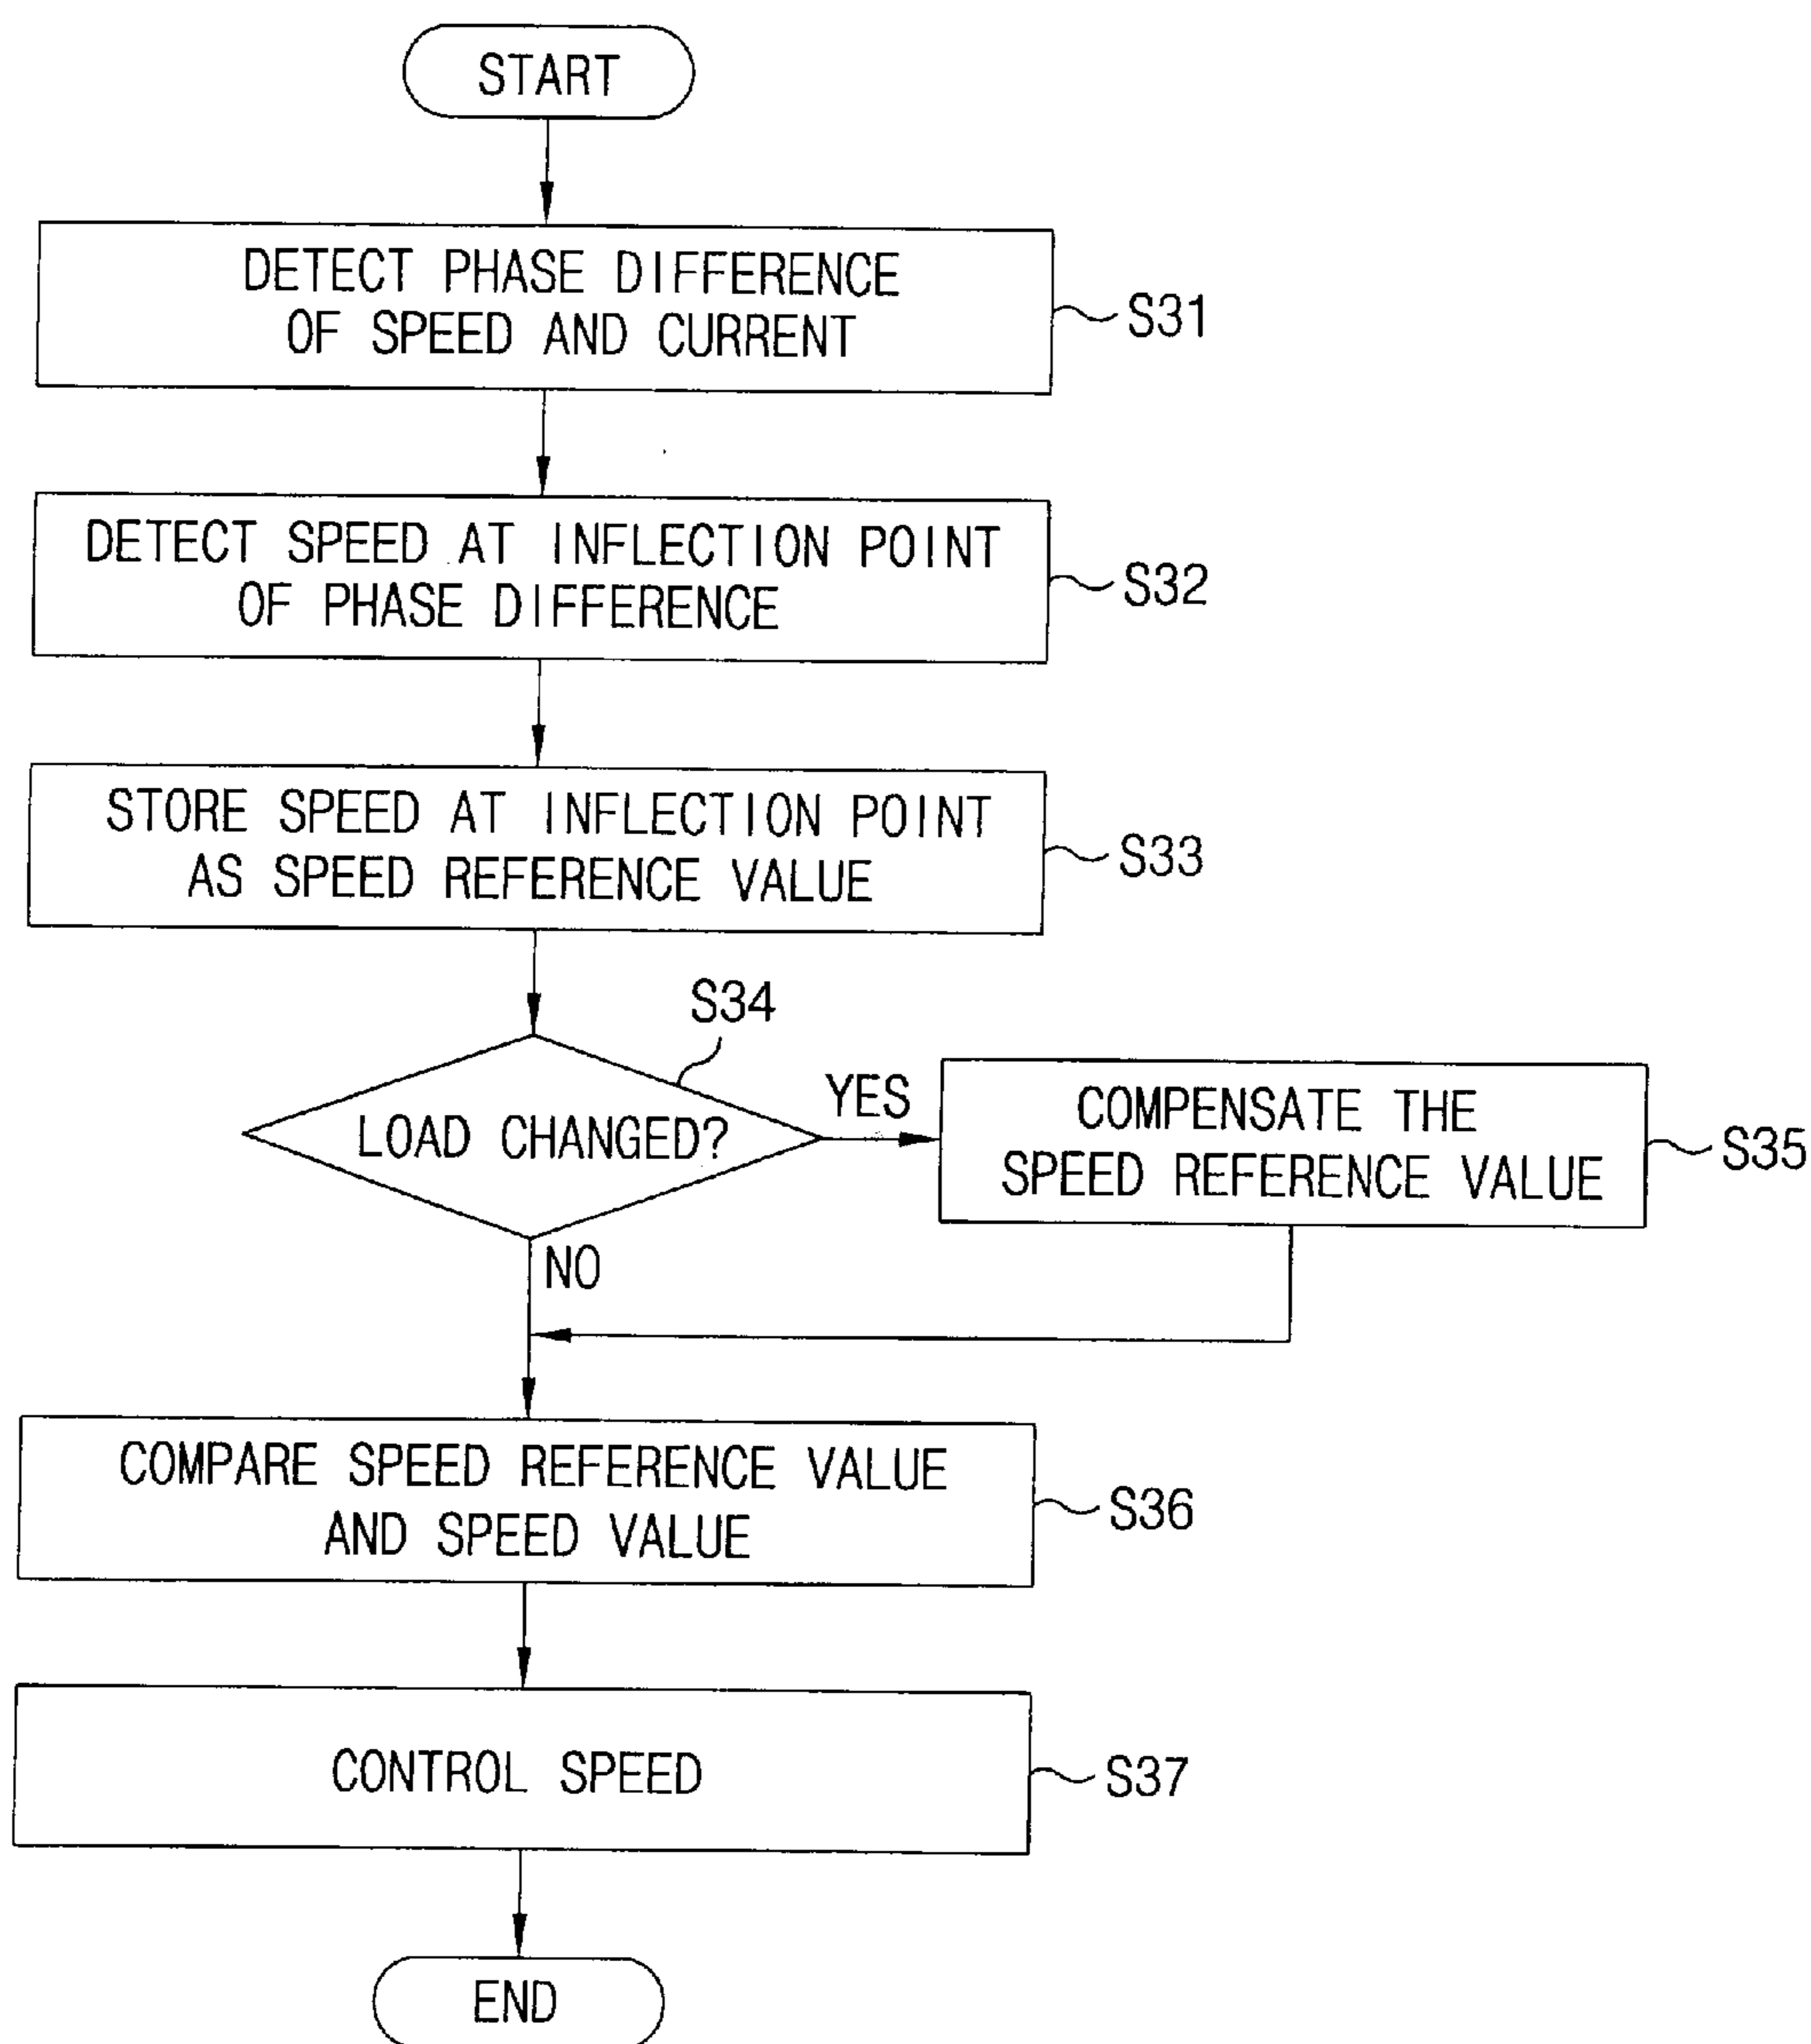 START
DETECT PHASE DIFFERENCE
OF SPEED AND CURRENT
S31
DETECT SPEED AT INFLECTION POINT
OF PHASE DIFFERENCE
S32
STORE SPEED AT INFLECTION POINT
AS SPEED REFERENCE VALUE
S33
S34
LOAD CHANGED?
YES
COMPENSATE THE
SPEED REFERENCE VALUE
S35
NO
COMPARE SPEED REFERENCE VALUE
AND SPEED VALUE
S36
CONTROL SPEED
S37
END